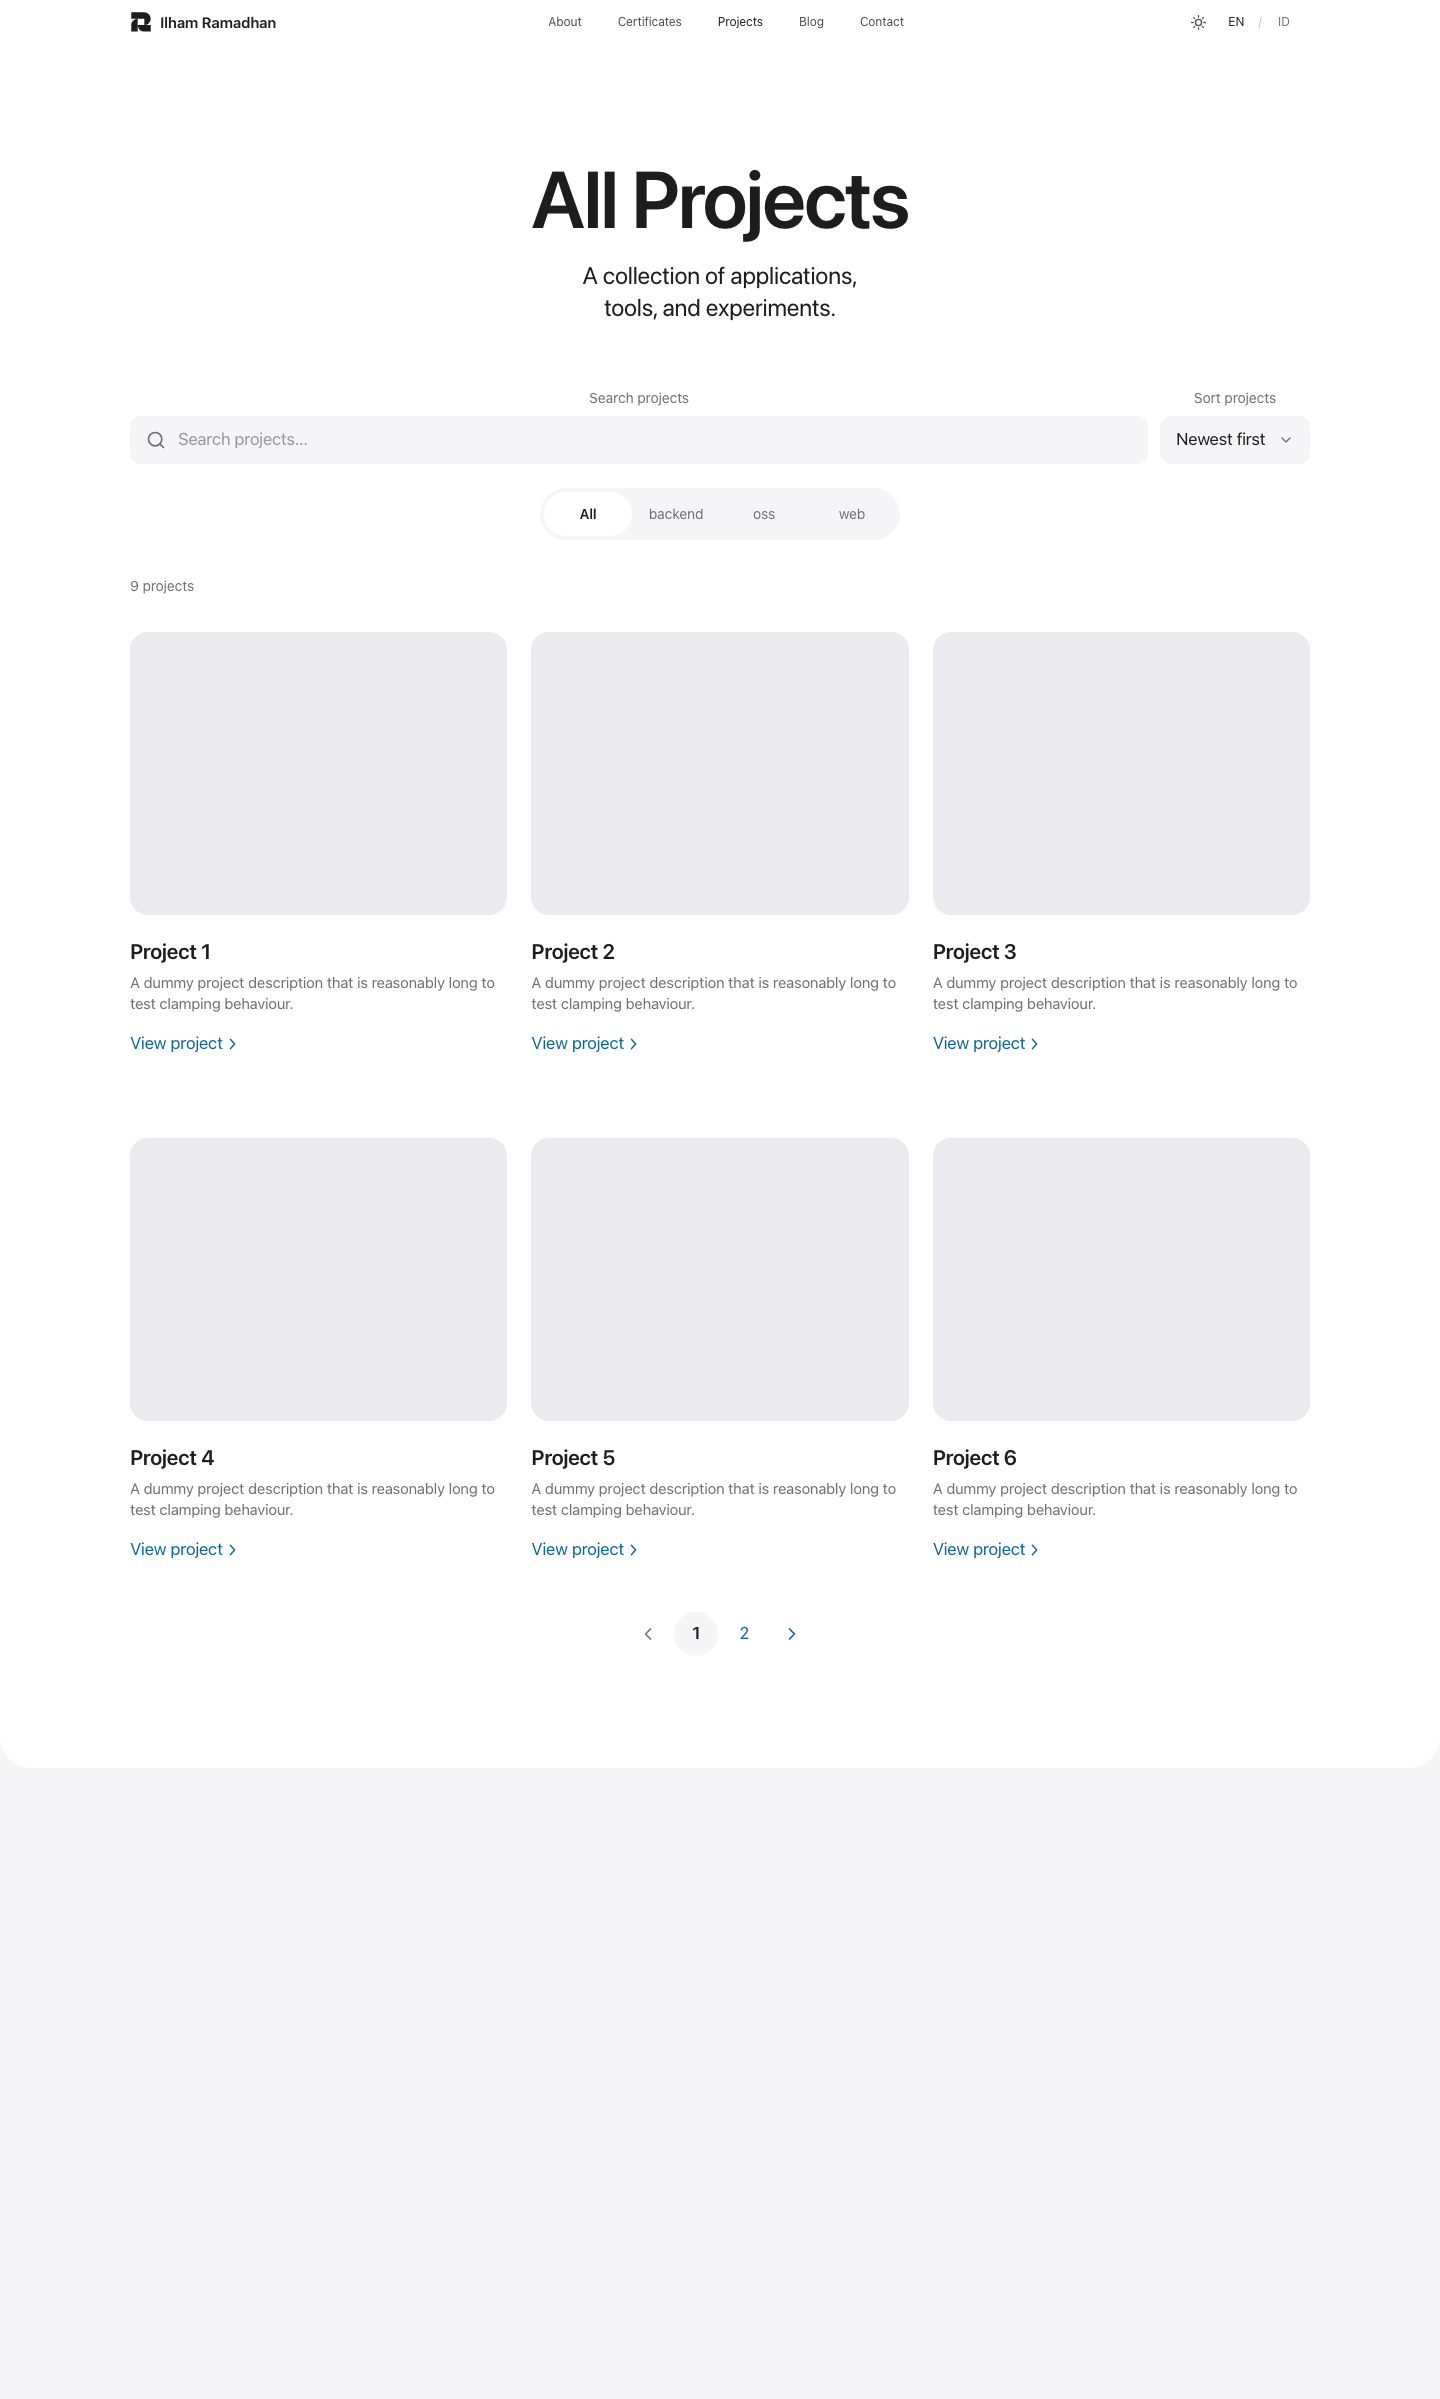 Ilham Ramadhan
About
Certificates
Projects
Blog
Contact
EN / ID
All Projects
A collection of applications,
tools, and experiments.
Search projects
Sort projects
Search projects...
Newest first
All
backend
oss
web
9 projects
Project 1
A dummy project description that is reasonably long to
test clamping behaviour.
View project
Project 2
A dummy project description that is reasonably long to
test clamping behaviour.
View project
Project 3
A dummy project description that is reasonably long to
test clamping behaviour.
View project
Project 4
A dummy project description that is reasonably long to
test clamping behaviour.
View project
Project 5
A dummy project description that is reasonably long to
test clamping behaviour.
View project
Project 6
A dummy project description that is reasonably long to
test clamping behaviour.
View project
1
2